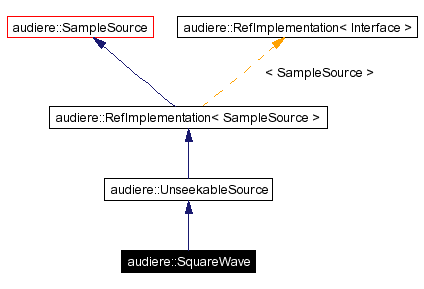 audiere::SampleSource
audiere::RefImplementation< Interface >
< SampleSource >
audiere::RefImplementation< SampleSource >
audiere::UnseekableSource
audiere::SquareWave